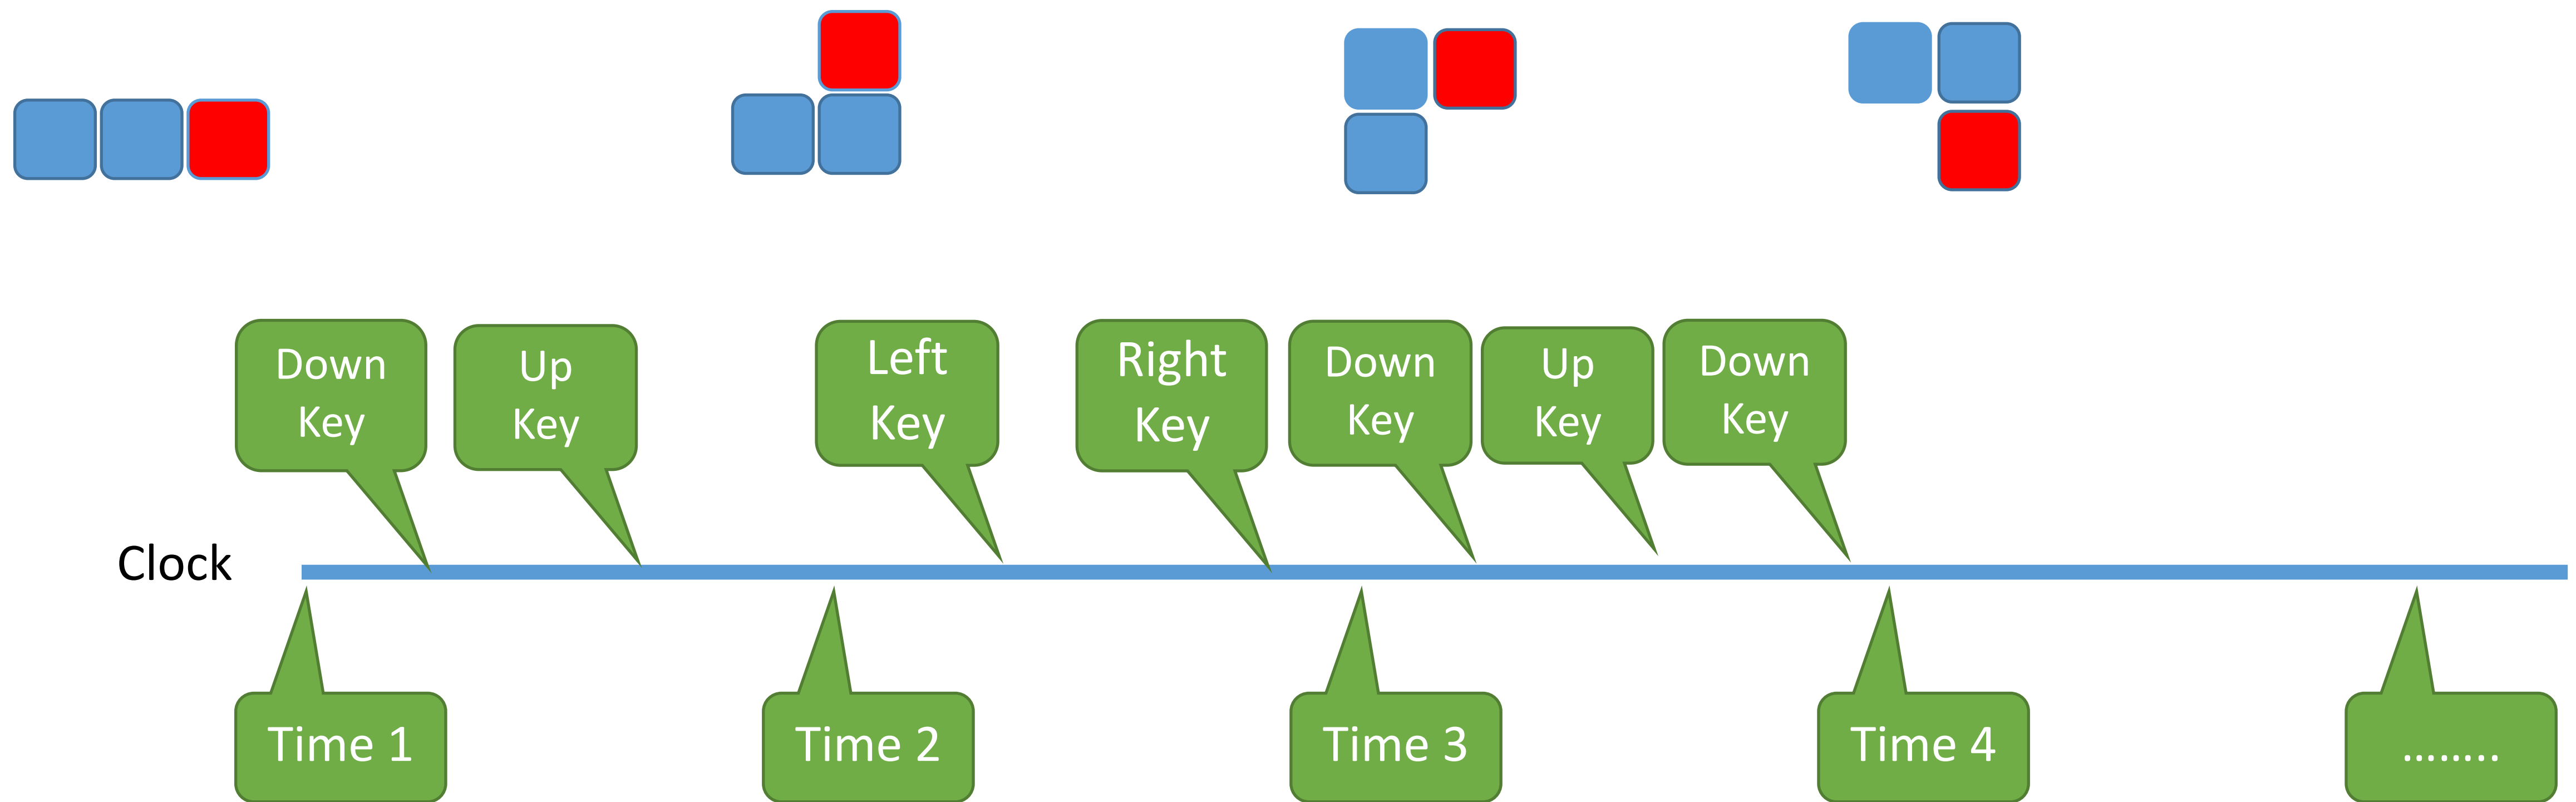 Down
Key
Up
Key
Left
Key
Right
Key
Down
Key
Up
Key
Down
Key
Clock
Time 1
Time 2
Time 3
Time 4
........